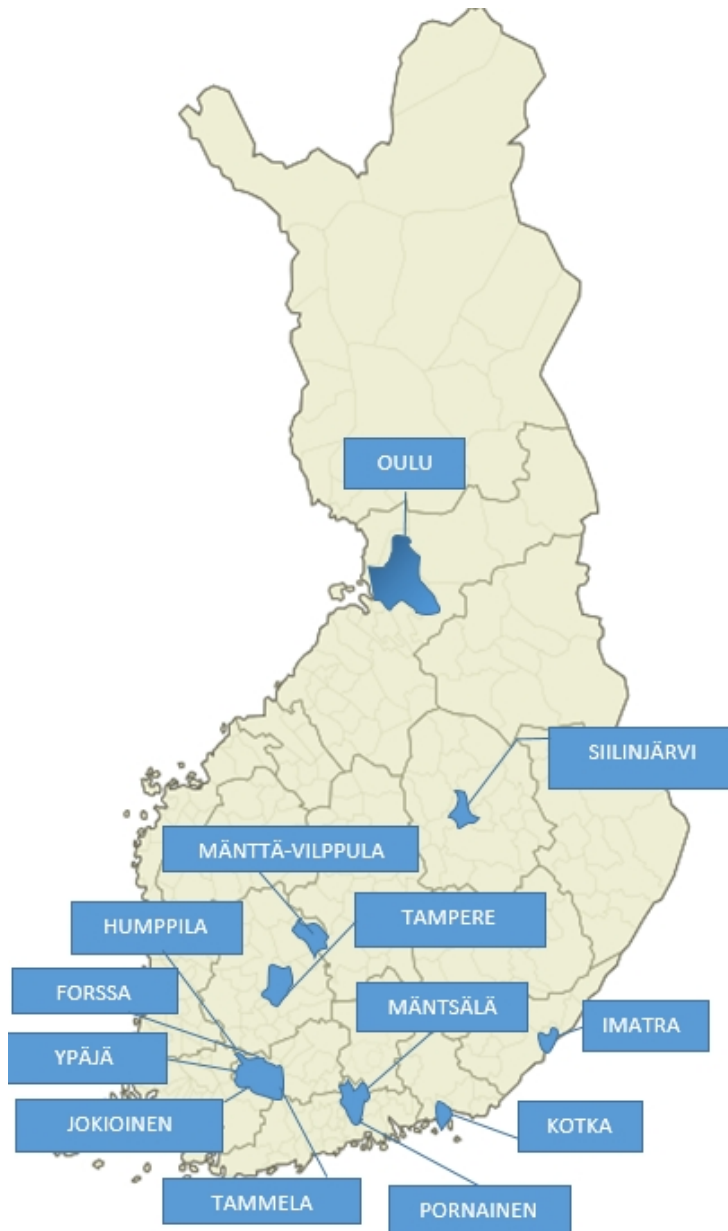 OULU
SIILINJÄRVI
MÄNTTÄ-VILPPULA
HUMPPILA
TAMPERE
FORSSA
MÄNTSÄLÄ
IMATRA
YPÄJÄ
JOKIOINEN
KOTKA
TAMMELA
PORNAINEN